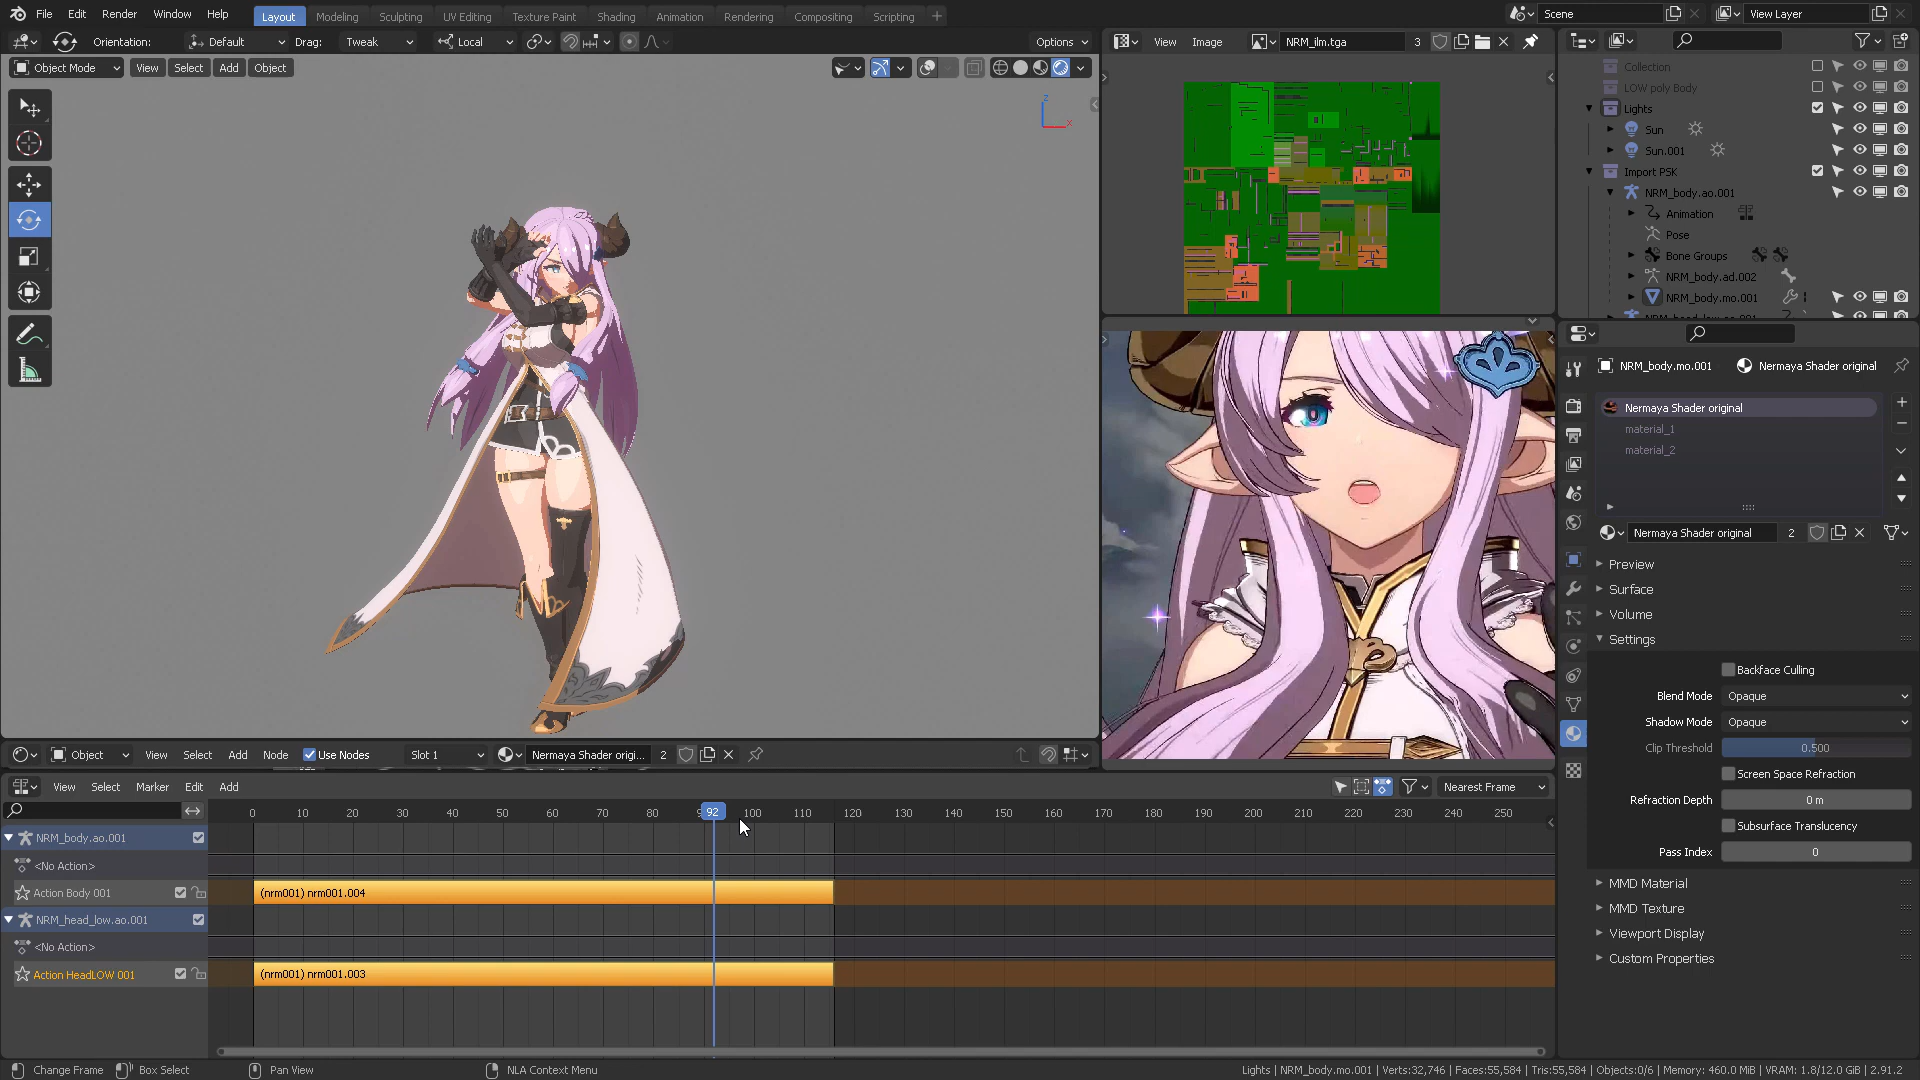 File Edit Render Window Help Layout Modeling Sculpting UV Editing Texture Paint Shading Animation Rendering Compositing Scripting + Scene View Layer
Orientation: Default Drag: Tweak Local Options
View Image NRM_ilm.tga 3
Object Mode View Select Add Object
Z
X
Collection
LOW poly Body
Lights
Sun
Sun.001
Import PSK
NRM_body.ao.001
Animation
Pose
Bone Groups
NRM_body.ad.002
NRM_body.mo.001
NRM_body.mo.001 Nermaya Shader original
Nermaya Shader original
material_1
material_2
Nermaya Shader original 2
Preview
Surface
Volume
Settings
Backface Culling
Blend Mode Opaque
Shadow Mode Opaque
Clip Threshold 0.500
Screen Space Refraction
Refraction Depth 0 m
Subsurface Translucency
Pass Index 0
MMD Material
MMD Texture
Viewport Display
Custom Properties
Object View Select Add Node Use Nodes Slot 1 Nermaya Shader origi... 2
View Select Marker Edit Add Nearest Frame
0 10 20 30 40 50 60 70 80 92 100 110 120 130 140 150 160 170 180 190 200 210 220 230 240 250
NRM_body.ao.001
<No Action>
Action Body 001 (nrm001) nrm001.004
NRM_head_low.ao.001
<No Action>
Action HeadLOW 001 (nrm001) nrm001.003
Change Frame Box Select Pan View NLA Context Menu Lights | NRM_body.mo.001 | Verts:32,746 | Faces:55,584 | Tris:55,584 | Objects:0/6 | Memory: 460.0 MiB | VRAM: 1.8/12.0 GiB | 2.91.2